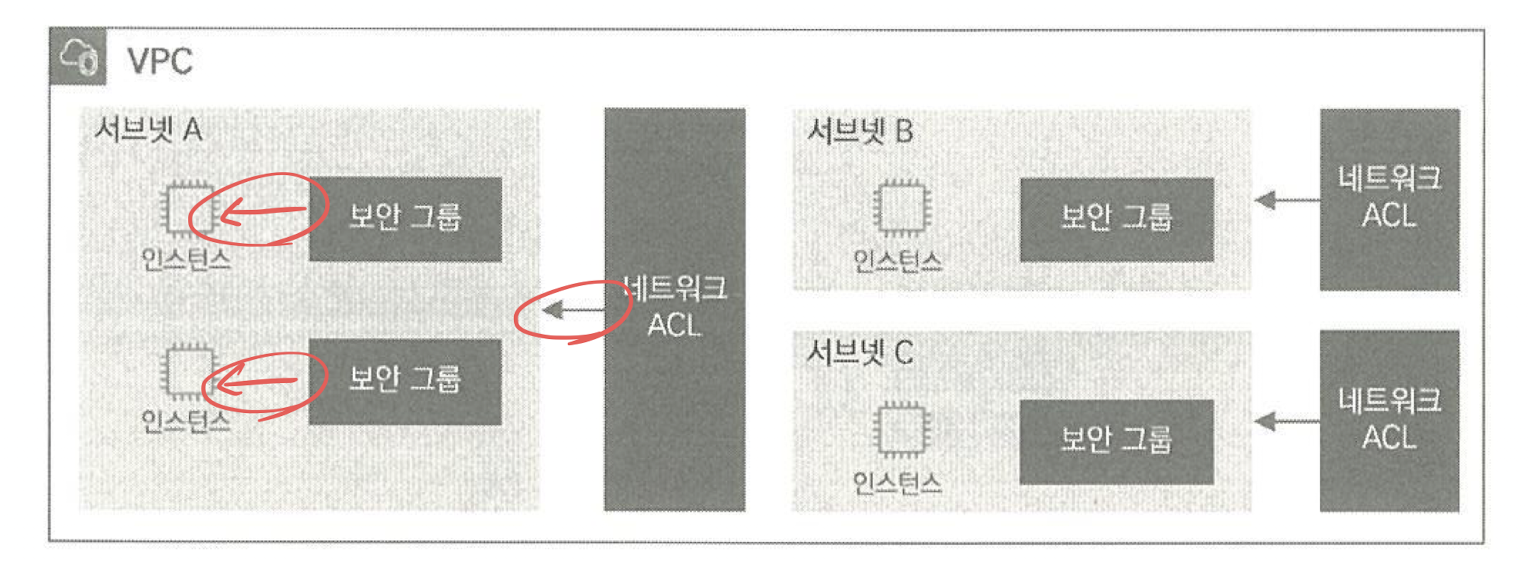 VPC
서브넷 A
보안 그룹
인스턴스
보안 그룹
인스턴스
네트워크
ACL
서브넷 B
보안 그룹
인스턴스
네트워크
ACL
서브넷 C
보안 그룹
인스턴스
네트워크
ACL